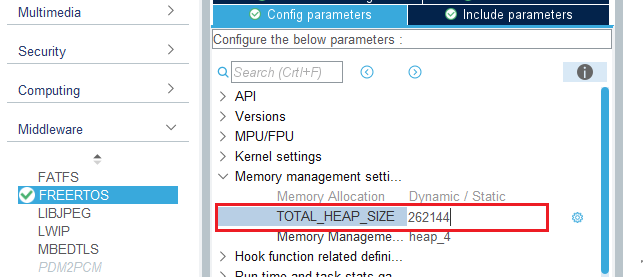 Multimedia
Security
Computing
Middleware
FATFS
FREERTOS
LIBJPEG
LWIP
MBEDTLS
PDM2PCM
Config parameters
Include parameters
Configure the below parameters :
Search (Crtl+F)
API
Versions
MPU/FPU
Kernel settings
Memory management setti...
Memory Allocation Dynamic / Static
TOTAL_HEAP_SIZE 262144
Memory Manageme... heap_4
Hook function related defini...
Run time and task stats ga